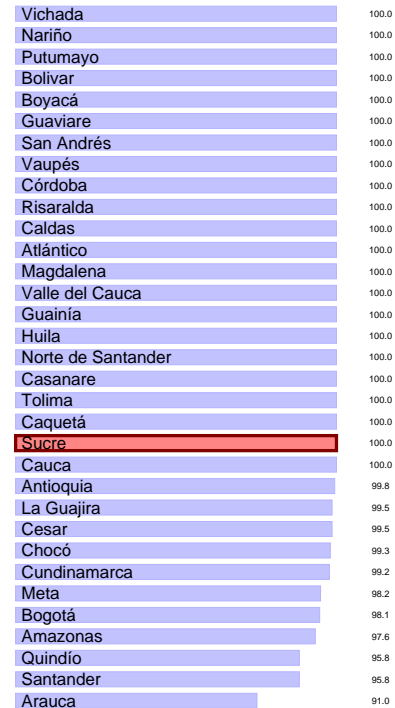 Vichada 100.0
Nariño 100.0
Putumayo 100.0
Bolivar 100.0
Boyacá 100.0
Guaviare 100.0
San Andrés 100.0
Vaupés 100.0
Córdoba 100.0
Risaralda 100.0
Caldas 100.0
Atlántico 100.0
Magdalena 100.0
Valle del Cauca 100.0
Guainía 100.0
Huila 100.0
Norte de Santander 100.0
Casanare 100.0
Tolima 100.0
Caquetá 100.0
Sucre 100.0
Cauca 100.0
Antioquia 99.8
La Guajira 99.5
Cesar 99.5
Chocó 99.3
Cundinamarca 99.2
Meta 98.2
Bogotá 98.1
Amazonas 97.6
Quindío 95.8
Santander 95.8
Arauca 91.0